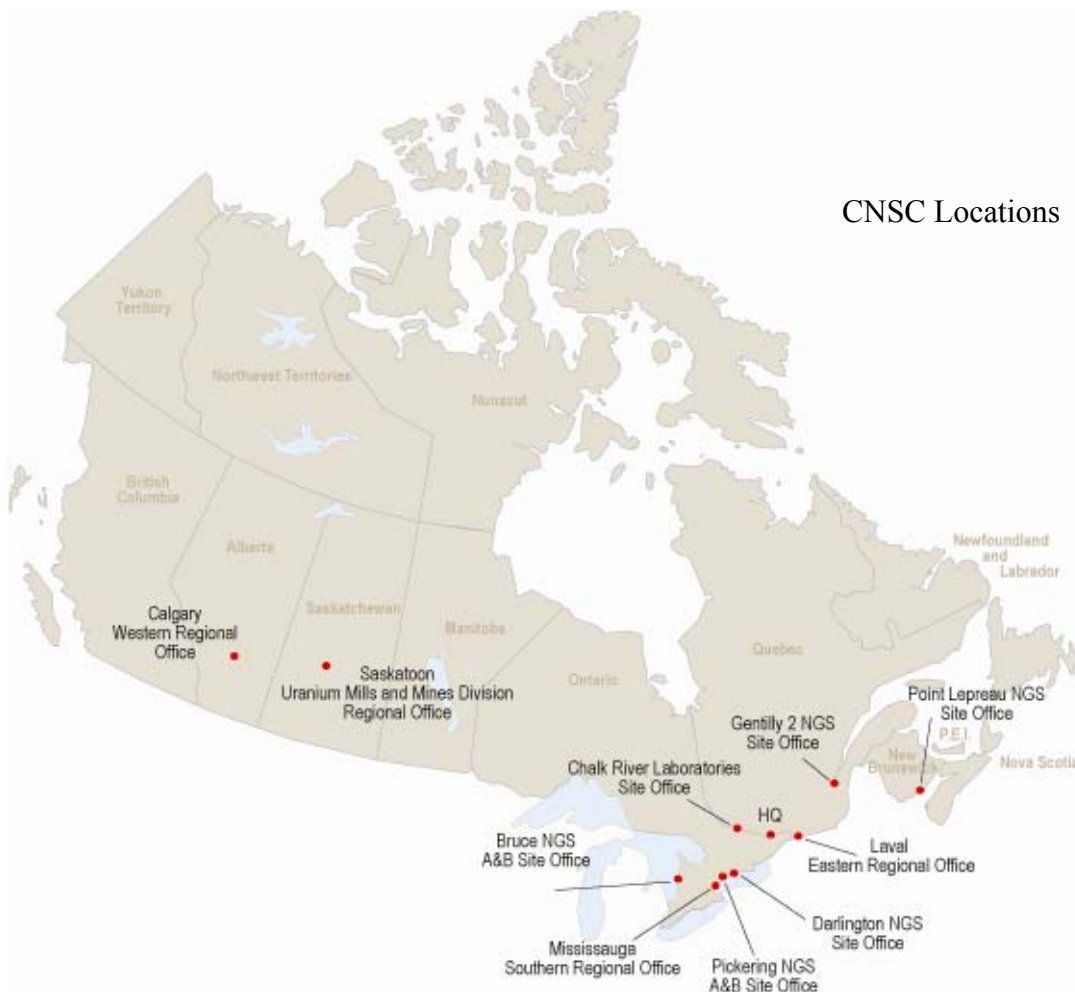 CNSC Locations
Yukon
Territory
Northwest Territories
Nunavut
British
Columbia
Alberta
Saskatchewan
Manitoba
Newfoundland
and
Labrador
Calgary
Western Regional
Office
Saskatoon
Uranium Mills and Mines Division
Regional Office
Ontario
Quebec
Point Lepreau NGS
Site Office
P.E.I.
New
Brunswick
Nova Scotia
Gentilly 2 NGS
Site Office
Chalk River Laboratories
Site Office
HQ
Bruce NGS
A&B Site Office
Laval
Eastern Regional Office
Darlington NGS
Site Office
Mississauga
Southern Regional Office
Pickering NGS
A&B Site Office